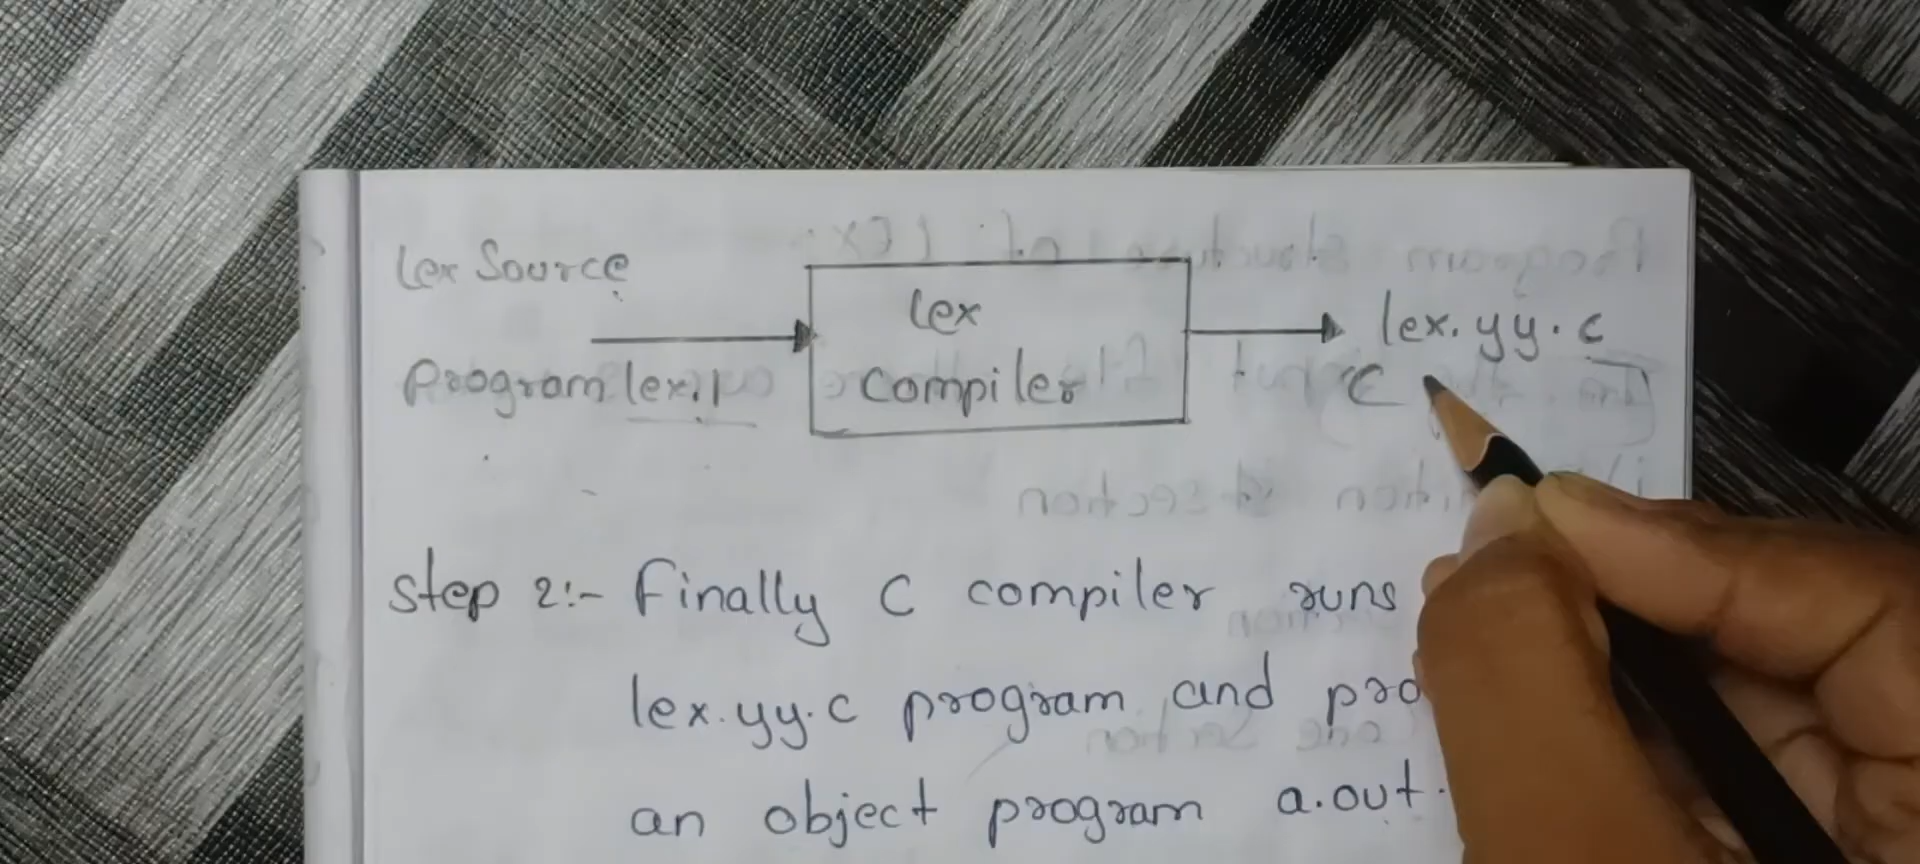 Lex Source
Program lex.l
lex
compiler
lex.yy.c
C
Step 2:- Finally C compiler runs
lex.yy.c program and
an object program a.out.